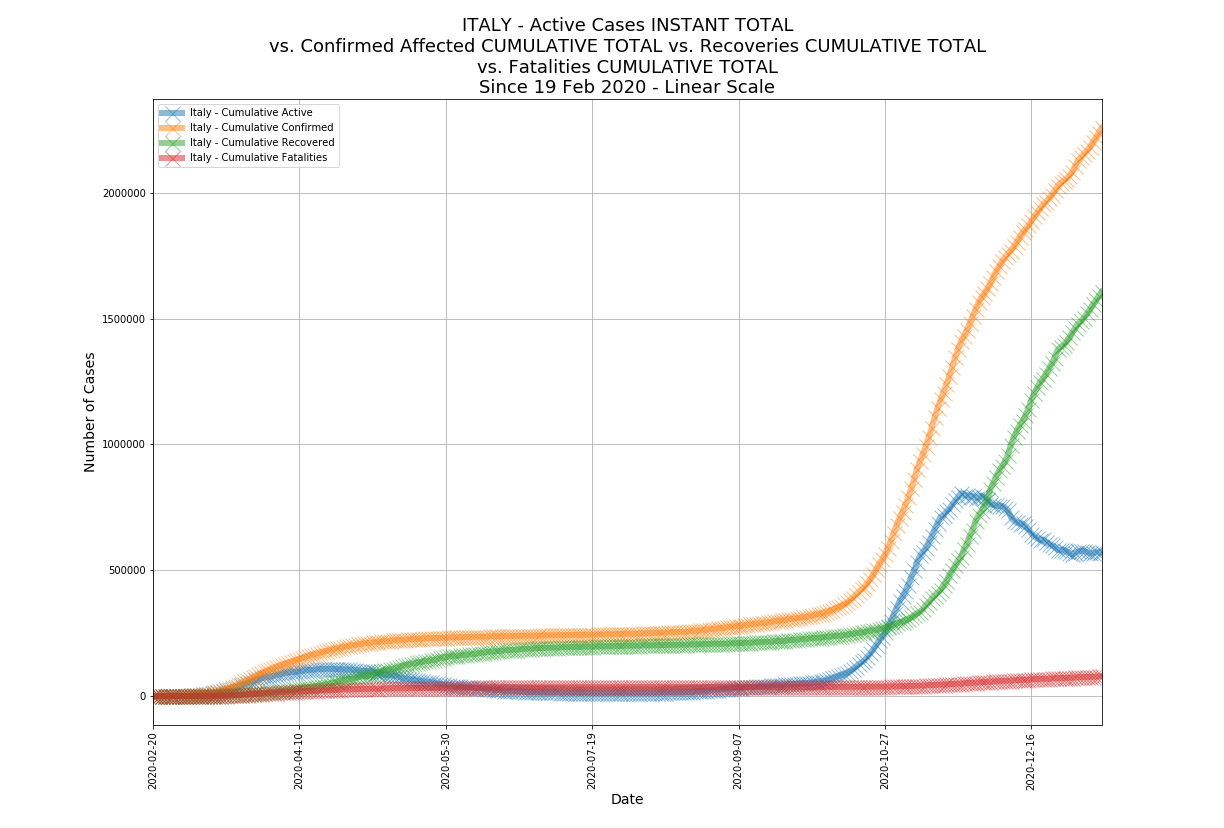 ITALY - Active Cases INSTANT TOTAL
vs. Confirmed Affected CUMULATIVE TOTAL vs. Recoveries CUMULATIVE TOTAL
vs. Fatalities CUMULATIVE TOTAL
Since 19 Feb 2020 - Linear Scale
Italy - Cumulative Active
Italy - Cumulative Confirmed
Italy - Cumulative Recovered
Italy - Cumulative Fatalities
Number of Cases
2000000
1500000
1000000
500000
0
2020-02-20
2020-04-10
2020-05-30
2020-07-19
2020-09-07
2020-10-27
2020-12-16
Date